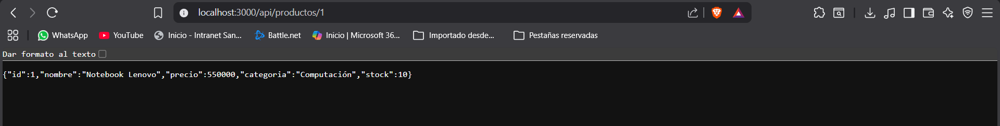 localhost:3000/api/productos/1
WhatsApp YouTube Inicio - Intranet San... Battle.net Inicio | Microsoft 36... Importado desde... Pestañas reservadas
Dar formato al texto
{"id":1,"nombre":"Notebook Lenovo","precio":550000,"categoria":"Computación","stock":10}